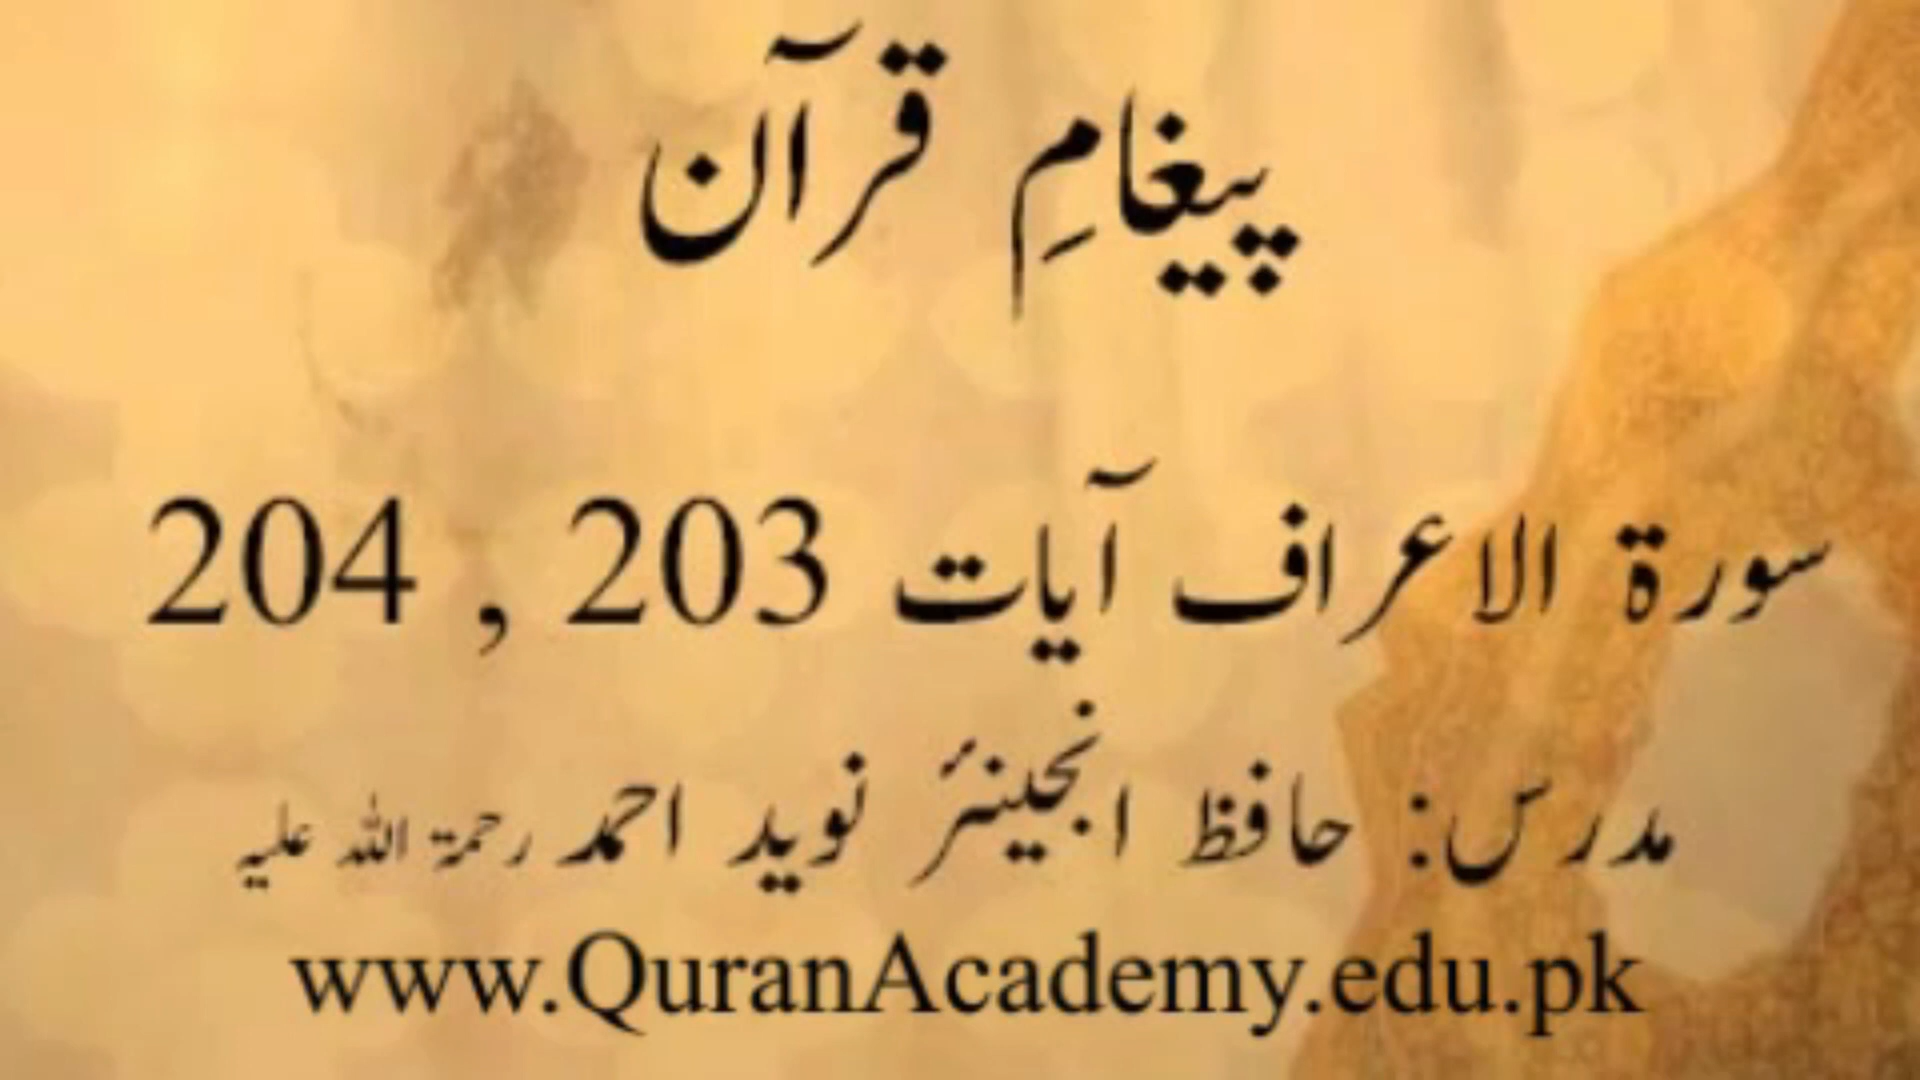 پیغامِ قرآن
سورۃ الاعراف آیات 203 , 204
مدرس: حافظ انجینئر نوید احمد رحمۃ اللہ علیہ
www.QuranAcademy.edu.pk